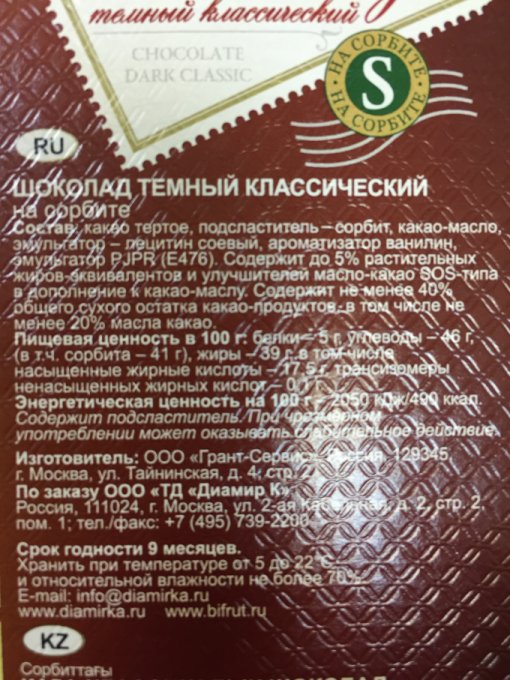 темный классический
CHOCOLATE
DARK CLASSIC
НА СОРБИТЕ
S
НА СОРБИТЕ
RU
ШОКОЛАД ТЕМНЫЙ КЛАССИЧЕСКИЙ
на сорбите
Состав: какао тертое, подсластитель – сорбит, какао-масло,
эмульгатор – лецитин соевый, ароматизатор ванилин,
эмульгатор PJPR (E476). Содержит до 5% растительных
жиров-эквивалентов и улучшителей масло-какао SOS-типа
в дополнении к какао-маслу. Содержит не менее 40%
общего сухого остатка какао-продуктов, в том числе не
менее 20% масла какао.
Пищевая ценность в 100 г: белки – 5 г, углеводы – 46 г,
(в т.ч. сорбита – 41 г), жиры – 39 г, в том числе
насыщенные жирные кислоты – 17,5 г, трансизомеры
ненасыщенных жирных кислот – 0,1 г.
Энергетическая ценность на 100 г – 2050 кДж/490 ккал.
Содержит подсластитель. При чрезмерном
употреблении может оказывать слабительное действие.
Изготовитель: ООО «Грант-Сервис», Россия, 129345,
г. Москва, ул. Тайнинская, д. 4, стр. 2
По заказу ООО «ТД «Диамир К»,
Россия, 111024, г. Москва, ул. 2-ая Кабельная, д. 2, стр. 2,
пом. 1; тел./факс: +7 (495) 739-2200
Срок годности 9 месяцев.
Хранить при температуре от 5 до 22°C
и относительной влажности не более 70%.
E-mail: info@diamirka.ru
www.diamirka.ru www.bifrut.ru
KZ
Сорбиттағы